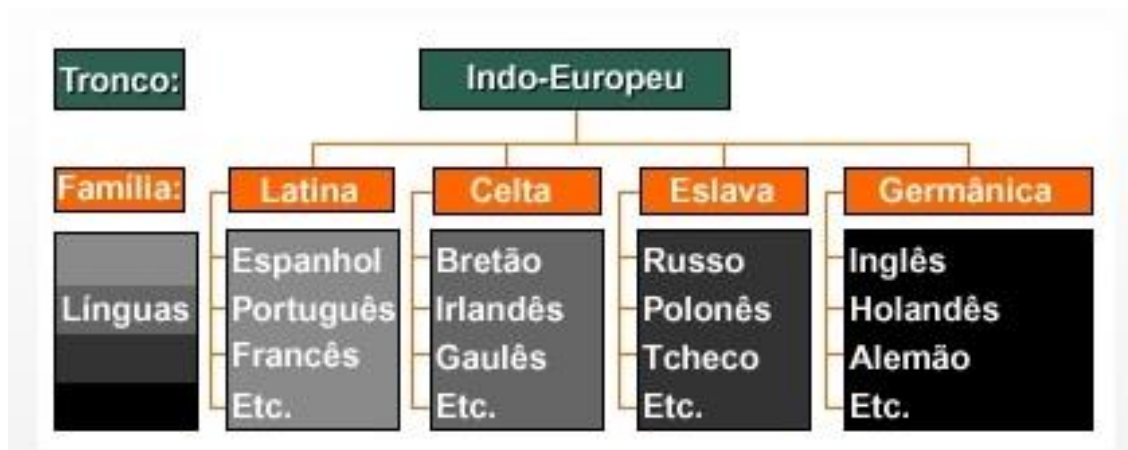 Tronco:
Indo-Europeu
Família:
Latina
Celta
Eslava
Germânica
Línguas
Espanhol
Português
Francês
Etc.
Bretão
Irlandês
Gaulês
Etc.
Russo
Polonês
Tcheco
Etc.
Inglês
Holandês
Alemão
Etc.